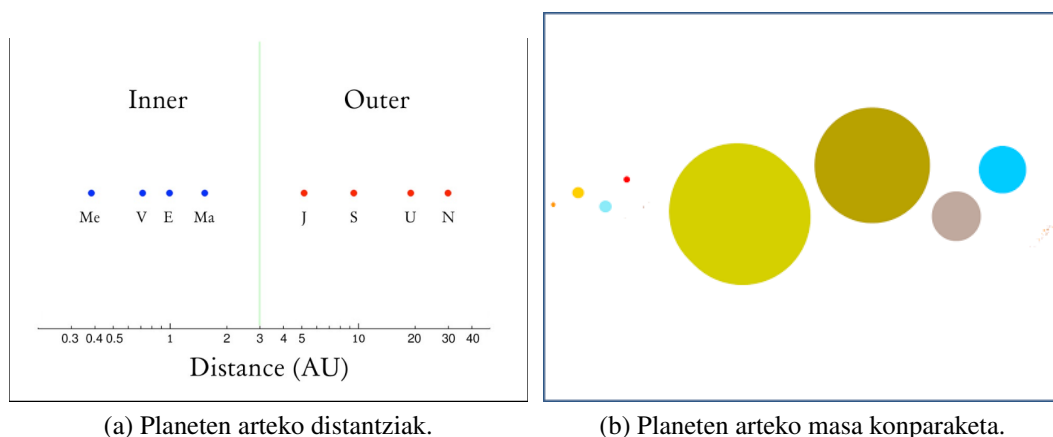 Inner Outer
Me V E Ma J S U N
0.3 0.4 0.5 1 2 3 4 5 10 20 30 40
Distance (AU)
(a) Planeten arteko distantziak.
(b) Planeten arteko masa konparaketa.